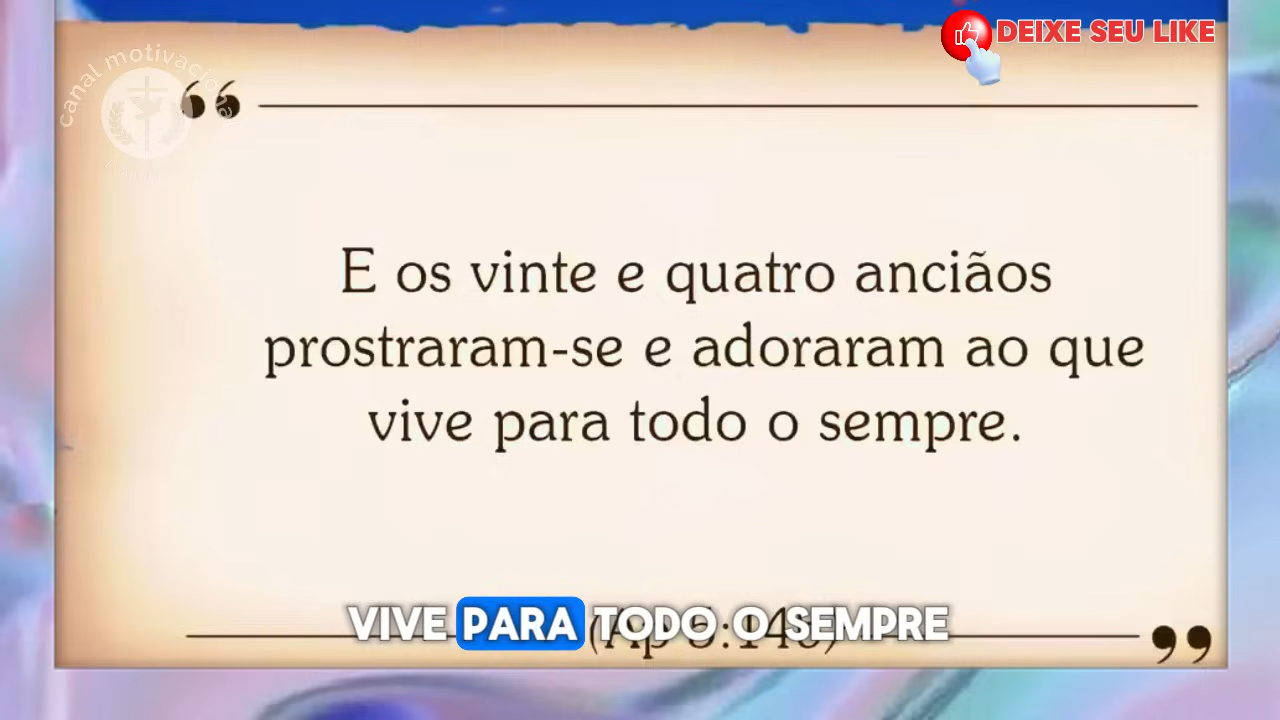 DEIXE SEU LIKE
canal motivacional
E os vinte e quatro anciãos
prostraram-se e adoraram ao que
vive para todo o sempre.
VIVE PARA TODO O SEMPRE